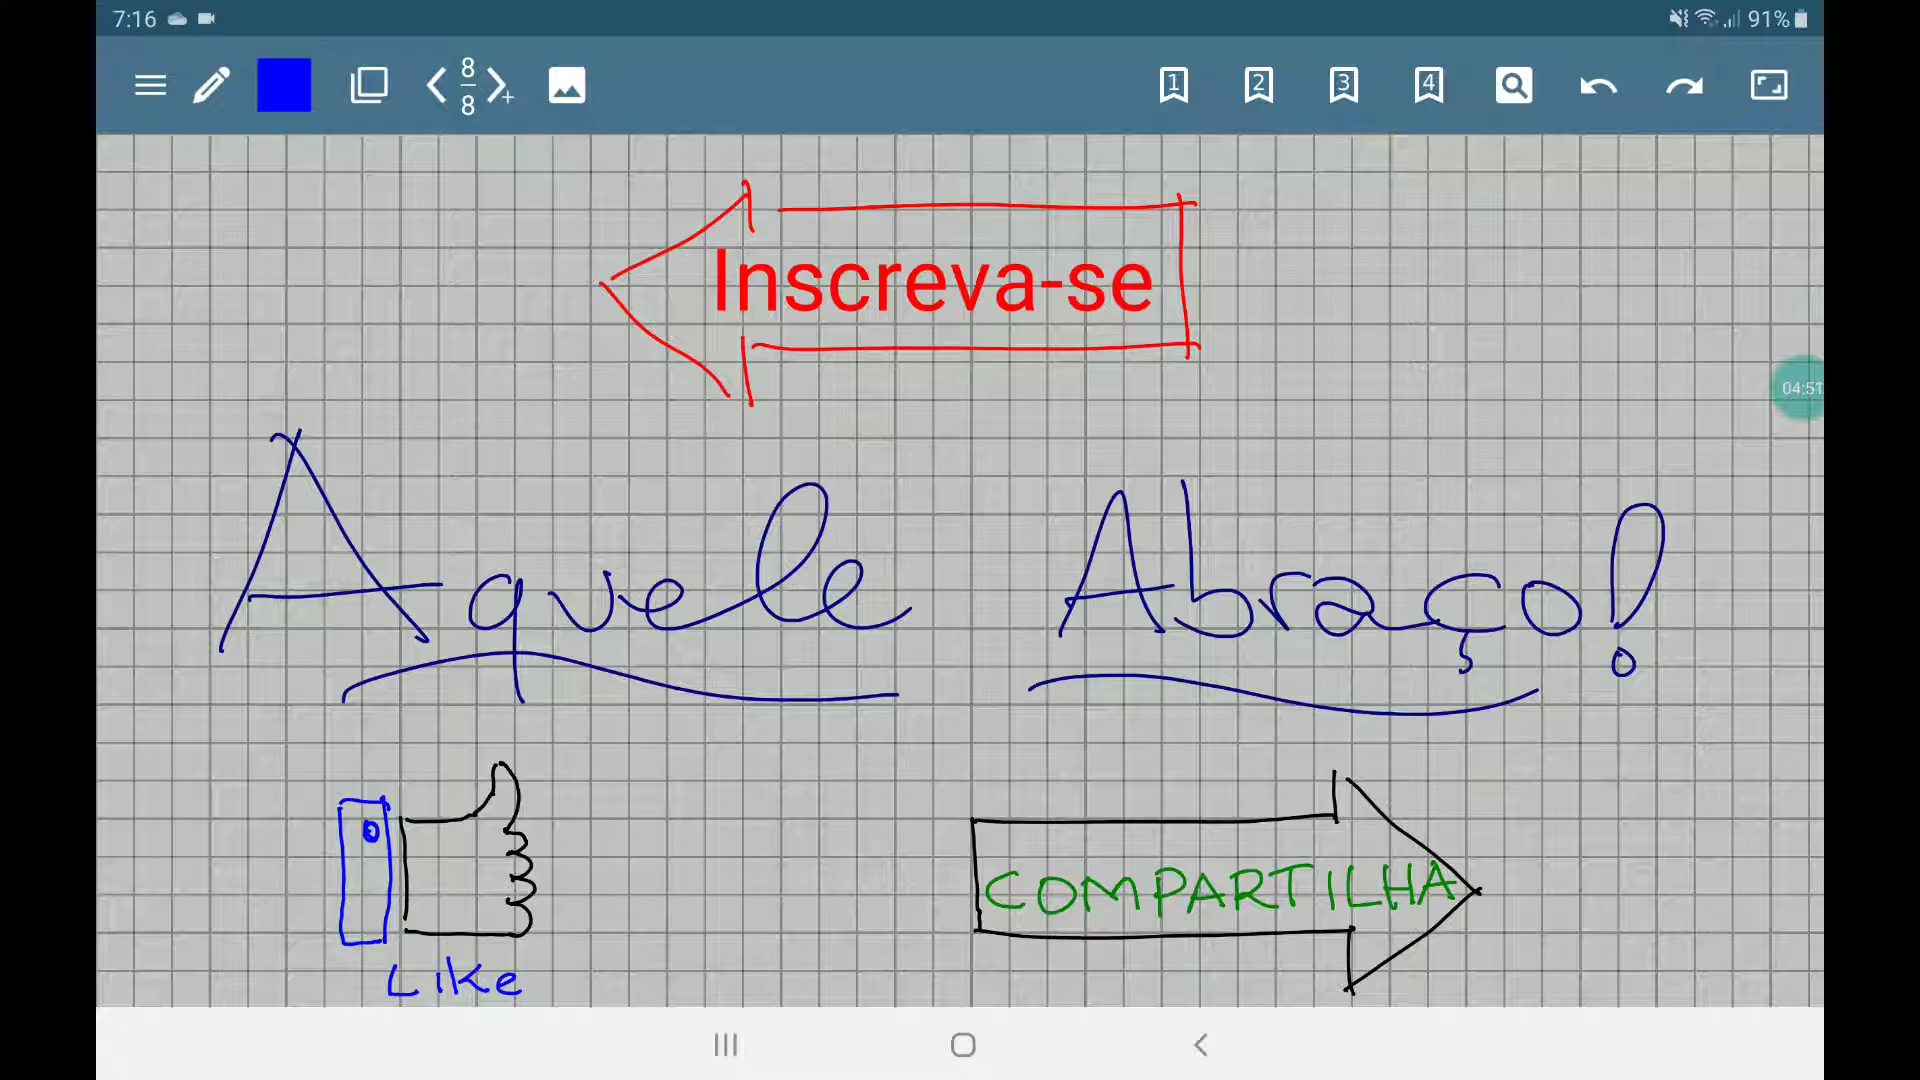 7:16 91%
8
8 1 2 3 4
Inscreva-se
04:51
Aquele Abraço!
COMPARTILHA
Like